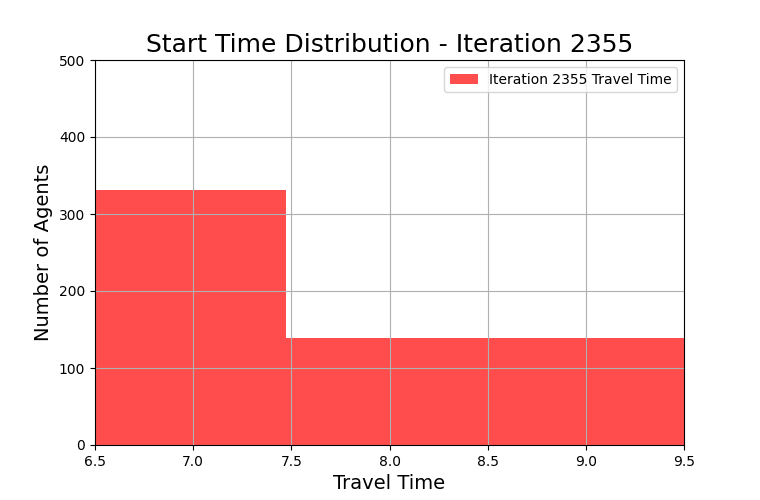 Start Time Distribution - Iteration 2355
500
Iteration 2355 Travel Time
400
300
200
100
0
Number of Agents
6.5 7.0 7.5 8.0 8.5 9.0 9.5
Travel Time